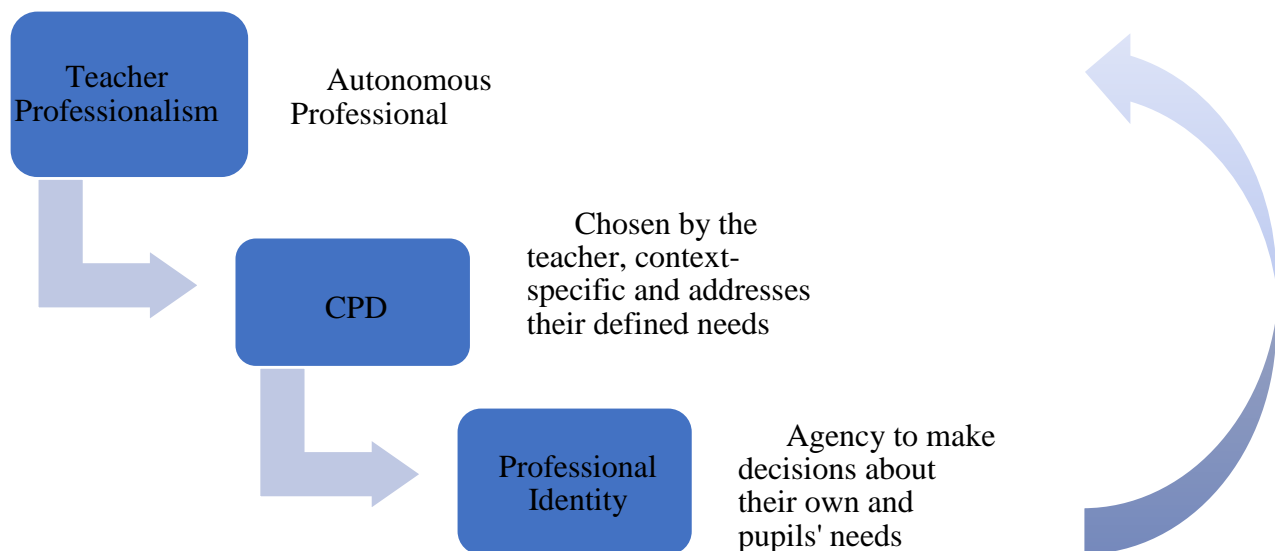 Teacher
Professionalism
Autonomous
Professional
CPD
Chosen by the
teacher, context-
specific and addresses
their defined needs
Professional
Identity
Agency to make
decisions about
their own and
pupils' needs